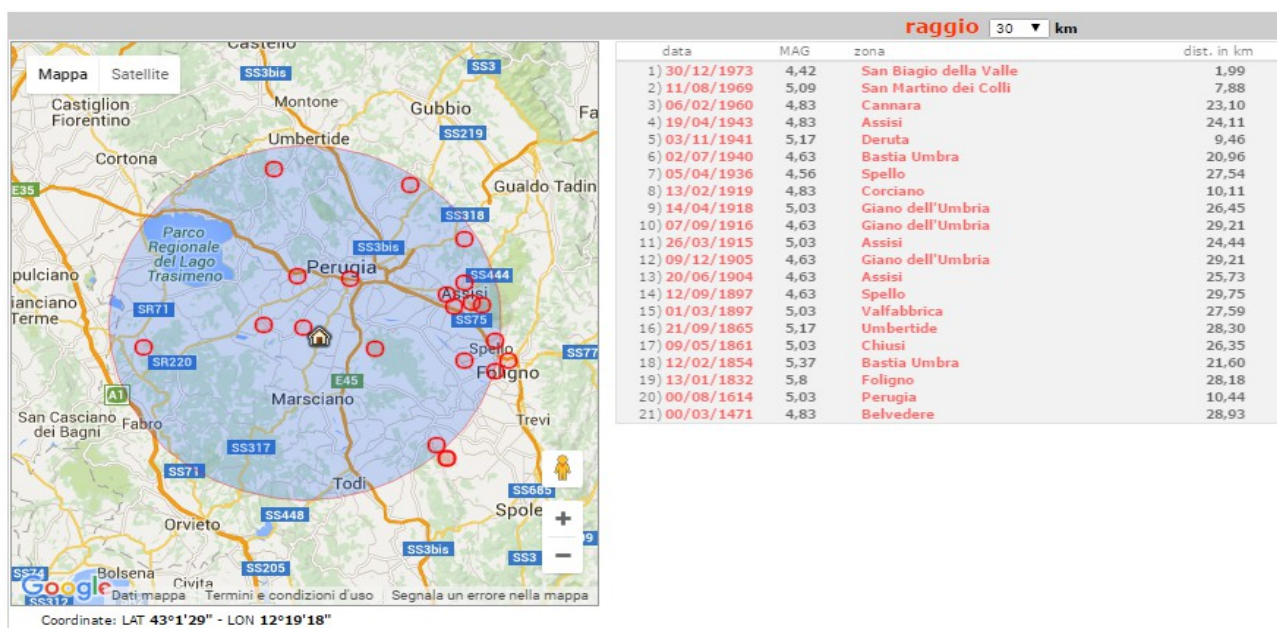 raggio 30 km
Castello
SS3bis
SS3
Mappa Satellite
Castiglion
Fiorentino
Montone
Gubbio
Fa
SS219
Umbertide
Cortona
E35
Gualdo Tadin
SS318
Parco
Regionale
del Lago
Trasimeno
SS3bis
Perugia
pulciano
SS444
Assisi
ianciano
Terme
SR71
SS75
Spello
SS77
SR220
Foligno
E45
A1
Marsciano
San Casciano
dei Bagni
Fabro
Trevi
SS317
SS71
Todi
SS685
Spole
SS448
Orvieto
SS3bis
SS3
9
SS205
SS74
Bolsena
Civita
Google
SS312
Dati mappa Termini e condizioni d'uso Segnala un errore nella mappa
Coordinate: LAT 43°1'29" - LON 12°19'18"
data MAG zona dist. in km
1) 30/12/1973 4,42 San Biagio della Valle 1,99
2) 11/08/1969 5,09 San Martino dei Colli 7,88
3) 06/02/1960 4,83 Cannara 23,10
4) 19/04/1943 4,83 Assisi 24,11
5) 03/11/1941 5,17 Deruta 9,46
6) 02/07/1940 4,63 Bastia Umbra 20,96
7) 05/04/1936 4,56 Spello 27,54
8) 13/02/1919 4,83 Corciano 10,11
9) 14/04/1918 5,03 Giano dell'Umbria 26,45
10) 07/09/1916 4,63 Giano dell'Umbria 29,21
11) 26/03/1915 5,03 Assisi 24,44
12) 09/12/1905 4,63 Giano dell'Umbria 29,21
13) 20/06/1904 4,63 Assisi 25,73
14) 12/09/1897 4,63 Spello 29,75
15) 01/03/1897 5,03 Valfabbrica 27,59
16) 21/09/1865 5,17 Umbertide 28,30
17) 09/05/1861 5,03 Chiusi 26,35
18) 12/02/1854 5,37 Bastia Umbra 21,60
19) 13/01/1832 5,8 Foligno 28,18
20) 00/08/1614 5,03 Perugia 10,44
21) 00/03/1471 4,83 Belvedere 28,93